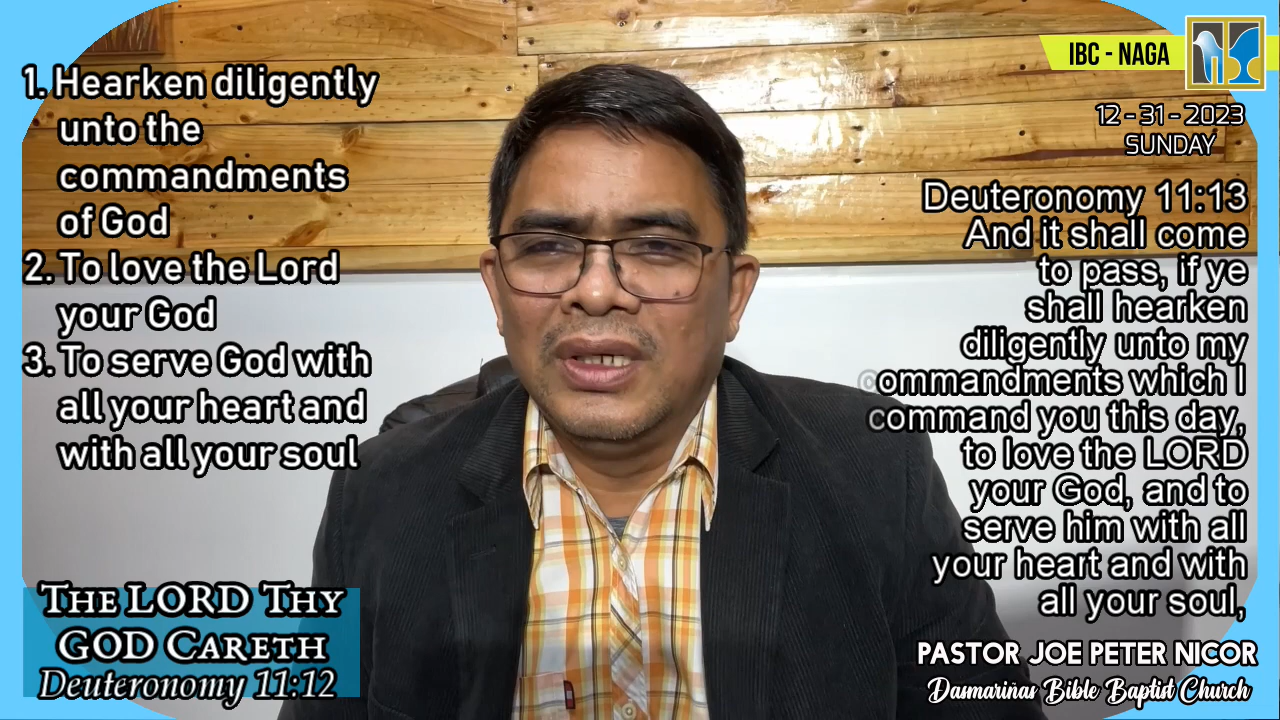 1. Hearken diligently
unto the
commandments
of God
2. To love the Lord
your God
3. To serve God with
all your heart and
with all your soul
THE LORD THY
GOD CARETH
Deuteronomy 11:12
IBC - NAGA
12-31-2023
SUNDAY
Deuteronomy 11:13
And it shall come
to pass, if ye
shall hearken
diligently unto my
commandments which I
command you this day,
to love the LORD
your God, and to
serve him with all
your heart and with
all your soul,
PASTOR JOE PETER NICOR
Dasmariñas Bible Baptist Church